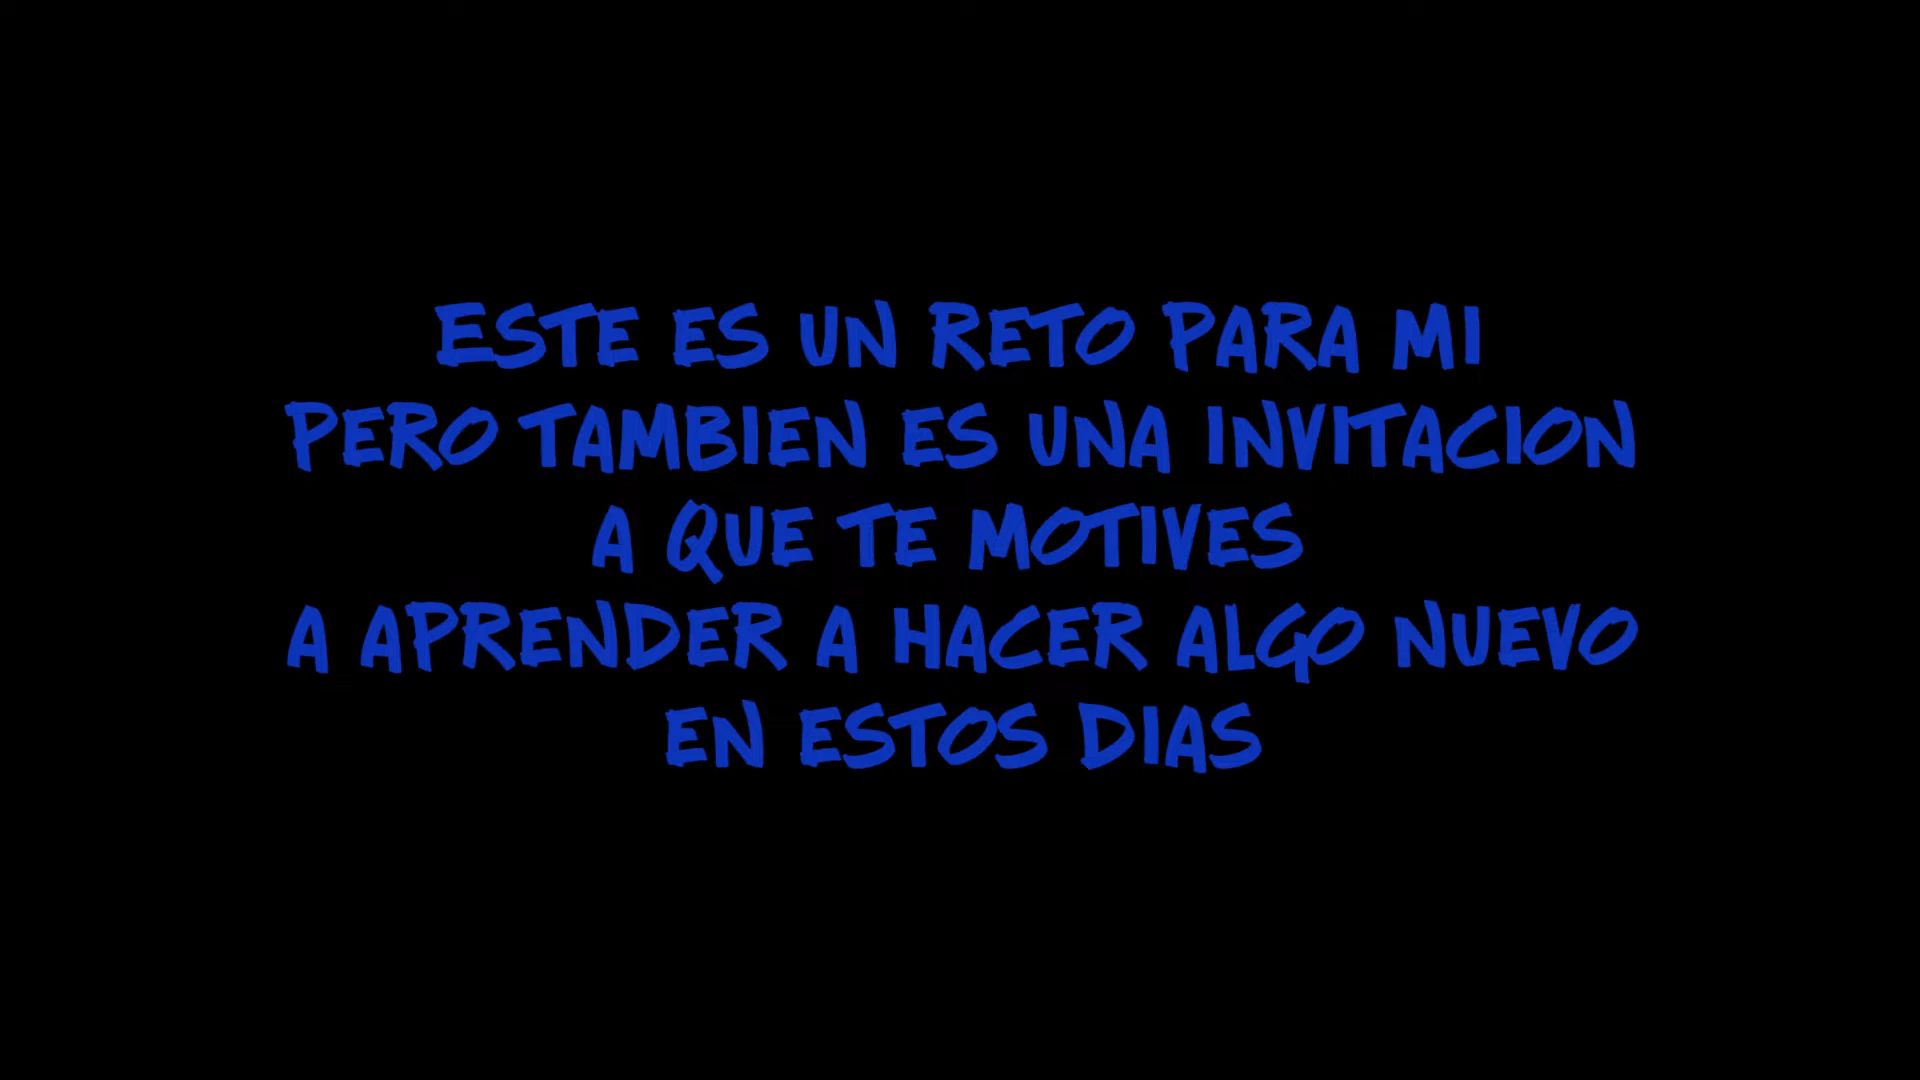 ESTE ES UN RETO PARA MI
PERO TAMBIEN ES UNA INVITACION
A QUE TE MOTIVES
A APRENDER A HACER ALGO NUEVO
EN ESTOS DIAS